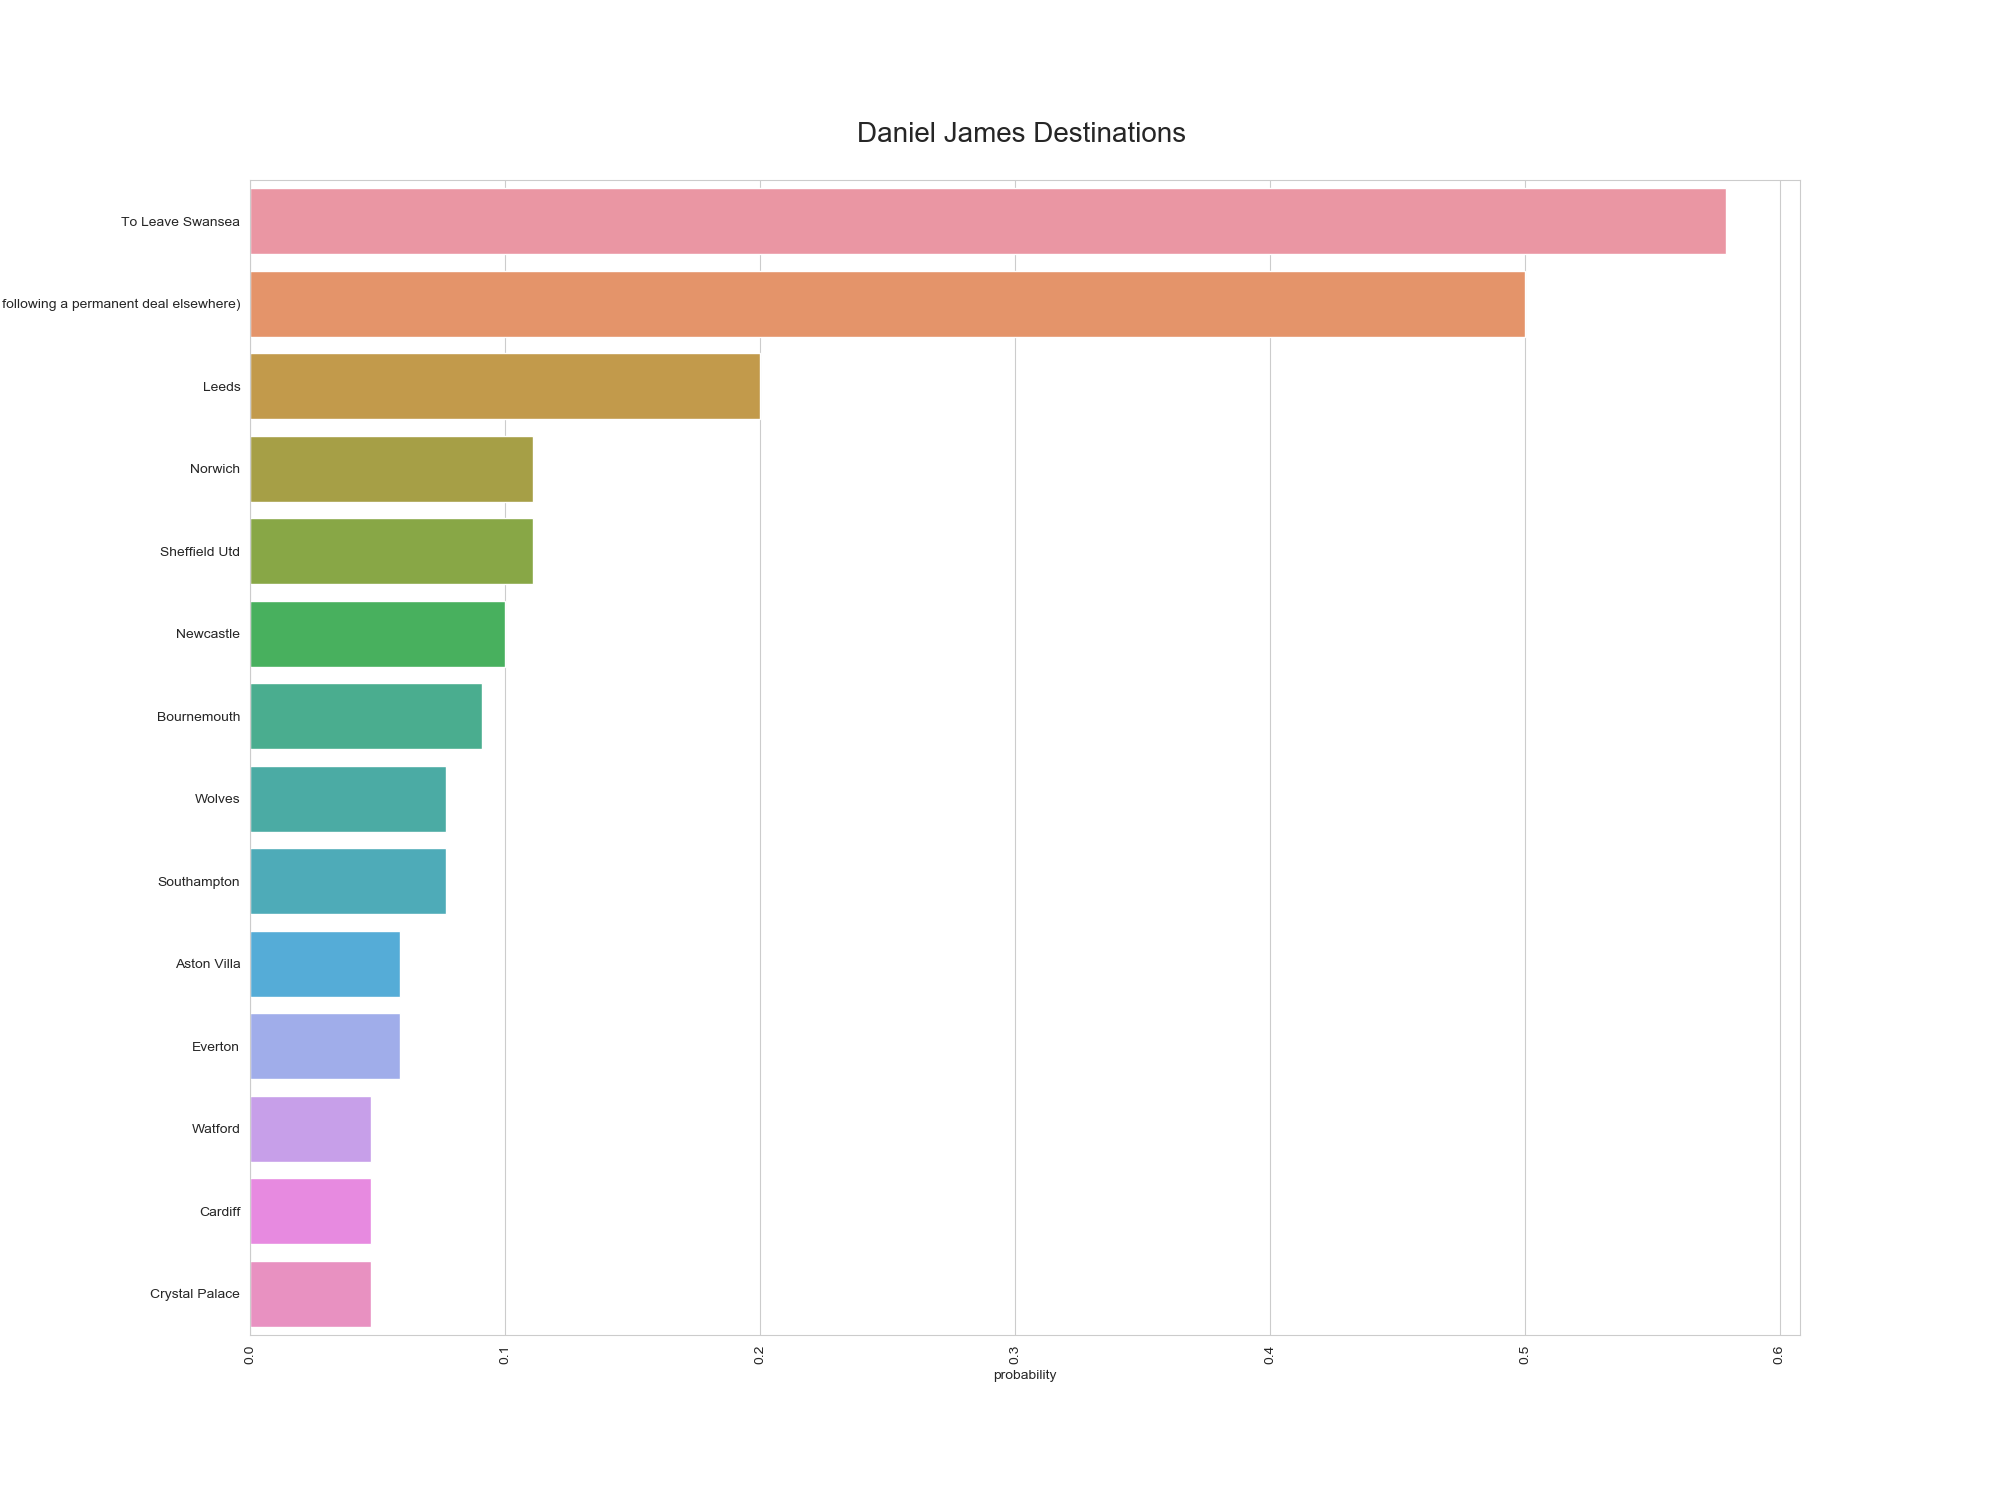 Daniel James Destinations
To Leave Swansea
following a permanent deal elsewhere)
Leeds
Norwich
Sheffield Utd
Newcastle
Bournemouth
Wolves
Southampton
Aston Villa
Everton
Watford
Cardiff
Crystal Palace
0.0 0.1 0.2 0.3 0.4 0.5 0.6
probability